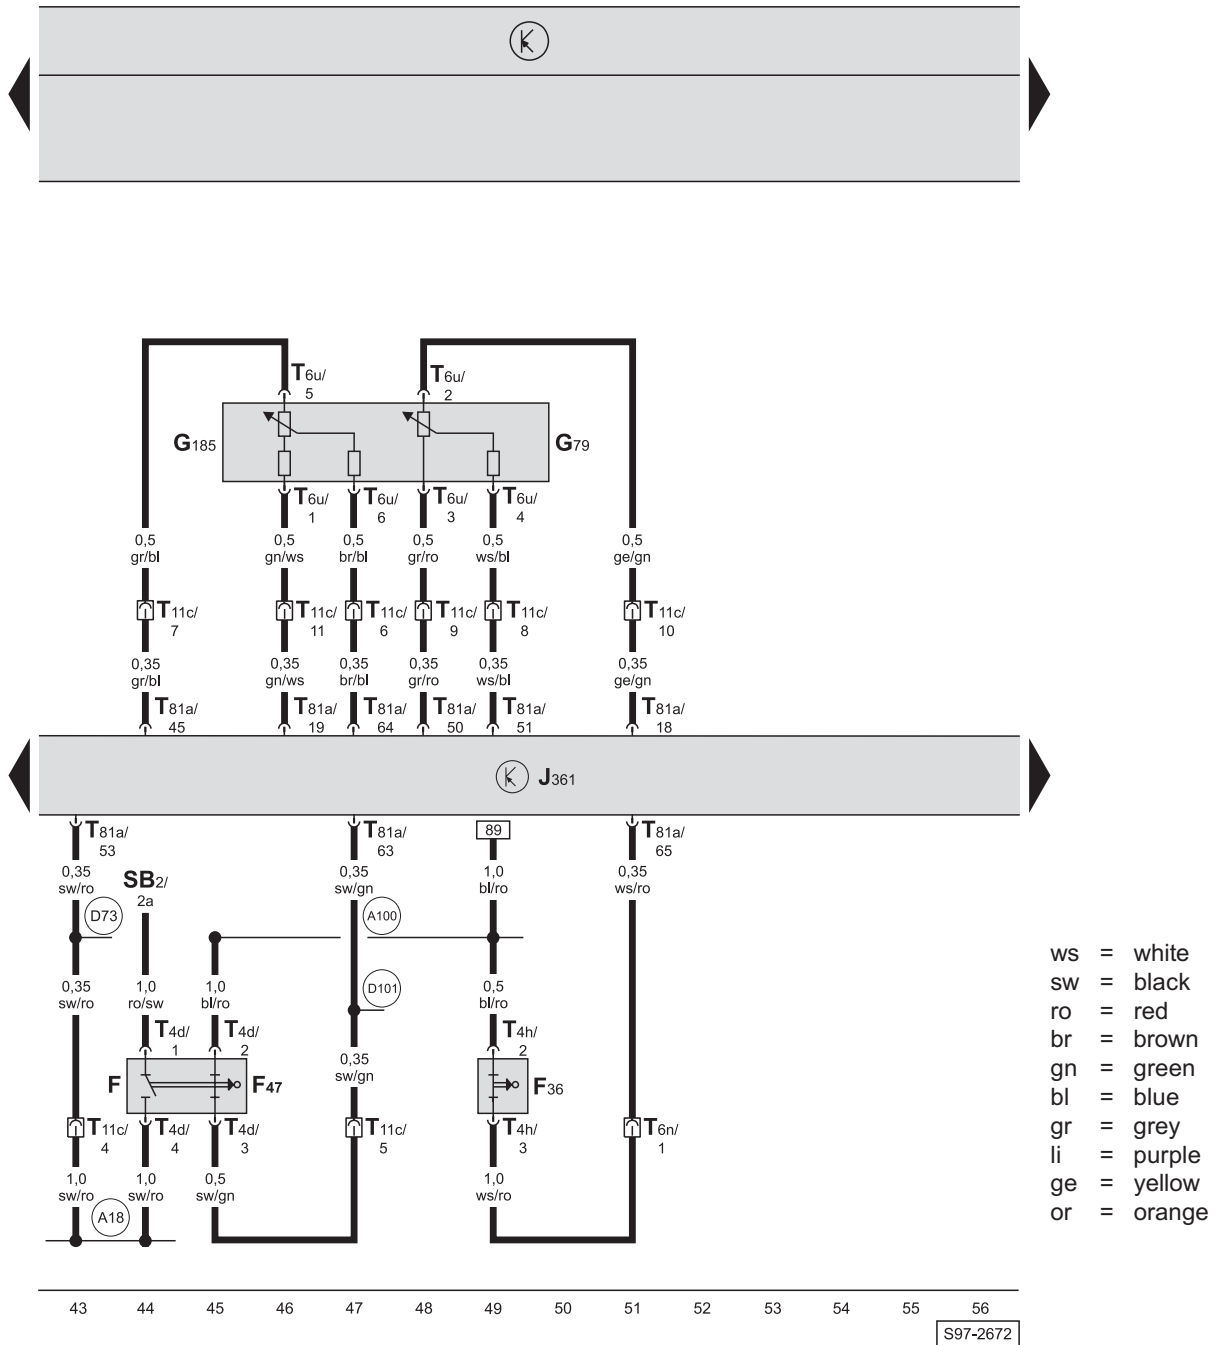 T6u/ T6u/
5 2
G185 G79
T6u/ T6u/ T6u/ T6u/
1 6 3 4
0,5 0,5 0,5 0,5 0,5 0,5
gr/bl gn/ws br/bl gr/ro ws/bl ge/gn
T11c/ T11c/ T11c/ T11c/ T11c/ T11c/
7 11 6 9 8 10
0,35 0,35 0,35 0,35 0,35 0,35
gr/bl gn/ws br/bl gr/ro ws/bl ge/gn
T81a/ T81a/ T81a/ T81a/ T81a/ T81a/
45 19 64 50 51 18
J361
T81a/ T81a/ 89 T81a/
53 63 65
0,35 SB2/ 0,35 1,0 0,35
sw/ro 2a sw/gn bl/ro ws/ro
D73 A100
0,35 1,0 1,0 D101 0,5
sw/ro ro/sw bl/ro bl/ro
T4d/ T4d/ T4h/
1 2 2
0,35
sw/gn
F F47 F36
T11c/ T4d/ T4d/ T11c/ T4h/ T6n/
4 4 3 5 3 1
1,0 1,0 0,5 1,0
sw/ro sw/ro sw/gn ws/ro
A18
ws = white
sw = black
ro = red
br = brown
gn = green
bl = blue
gr = grey
li = purple
ge = yellow
or = orange
43 44 45 46 47 48 49 50 51 52 53 54 55 56
S97-2672